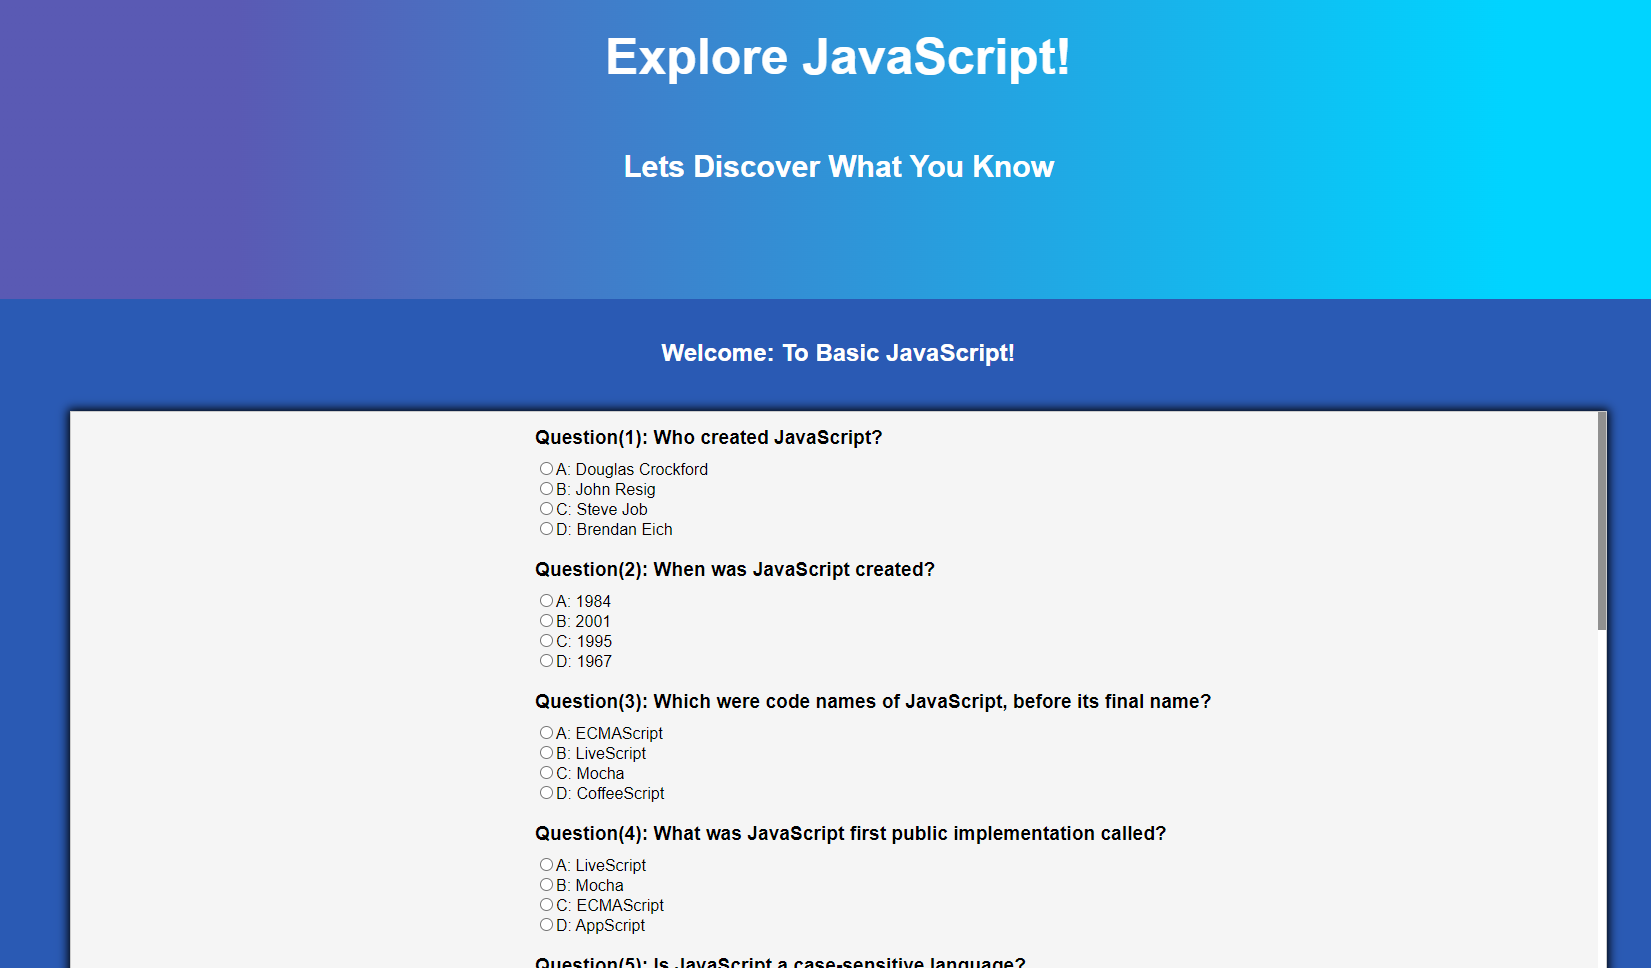 Explore JavaScript!
Lets Discover What You Know
Welcome: To Basic JavaScript!
Question(1): Who created JavaScript?
A: Douglas Crockford
B: John Resig
C: Steve Job
D: Brendan Eich
Question(2): When was JavaScript created?
A: 1984
B: 2001
C: 1995
D: 1967
Question(3): Which were code names of JavaScript, before its final name?
A: ECMAScript
B: LiveScript
C: Mocha
D: CoffeeScript
Question(4): What was JavaScript first public implementation called?
A: LiveScript
B: Mocha
C: ECMAScript
D: AppScript
Question(5): Is JavaScript a case-sensitive language?